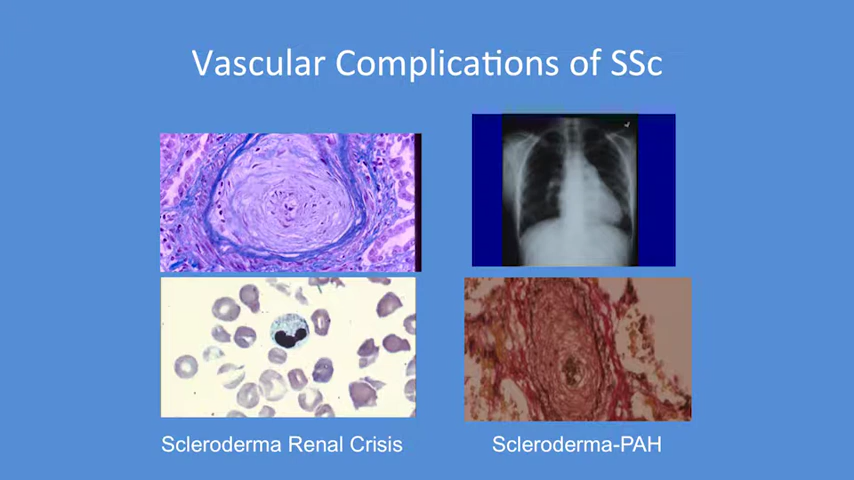 Vascular Complications of SSc
Scleroderma Renal Crisis
Scleroderma-PAH